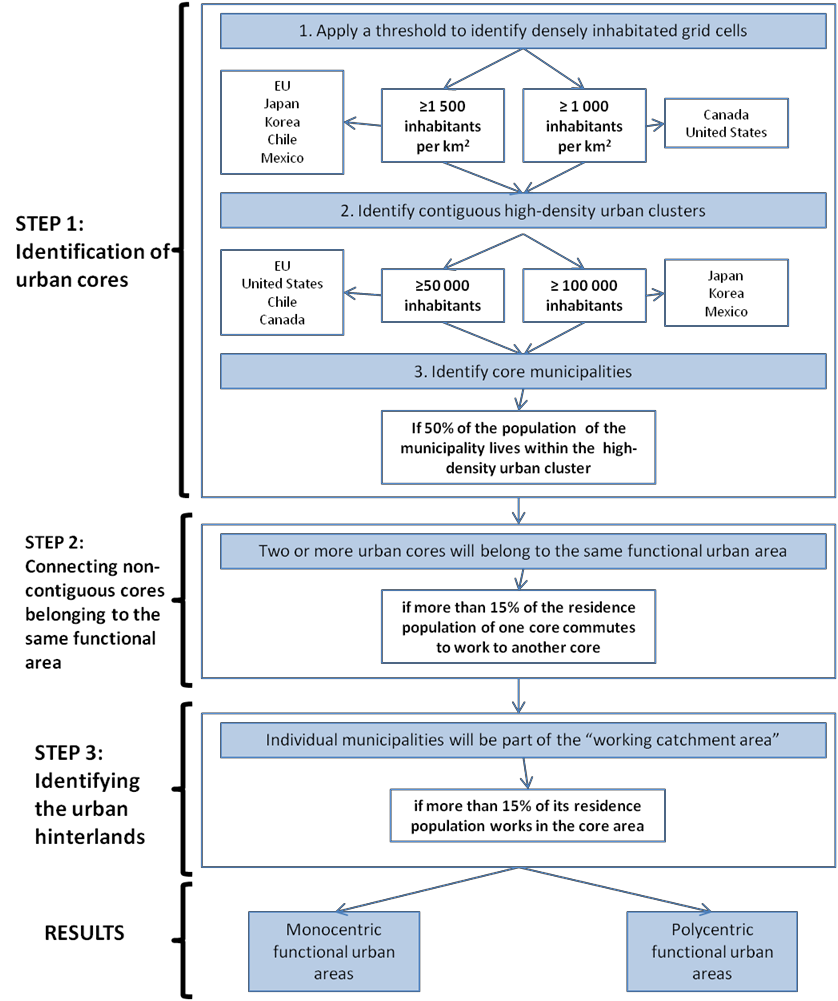 1. Apply a threshold to identify densely inhabitated grid cells
EU
Japan
Korea
Chile
Mexico
≥1 500
inhabitants
per km²
≥ 1 000
inhabitants
per km²
Canada
United States
STEP 1:
Identification of
urban cores
2. Identify contiguous high-density urban clusters
EU
United States
Chile
Canada
≥50 000
inhabitants
≥ 100 000
inhabitants
Japan
Korea
Mexico
3. Identify core municipalities
If 50% of the population of the
municipality lives within the high-
density urban cluster
STEP 2:
Connecting non-
contiguous cores
belonging to the
same functional
area
Two or more urban cores will belong to the same functional urban area
if more than 15% of the residence
population of one core commutes
to work to another core
STEP 3:
Identifying
the urban
hinterlands
Individual municipalities will be part of the “working catchment area”
if more than 15% of its residence
population works in the core area
RESULTS
Monocentric
functional urban
areas
Polycentric
functional urban
areas